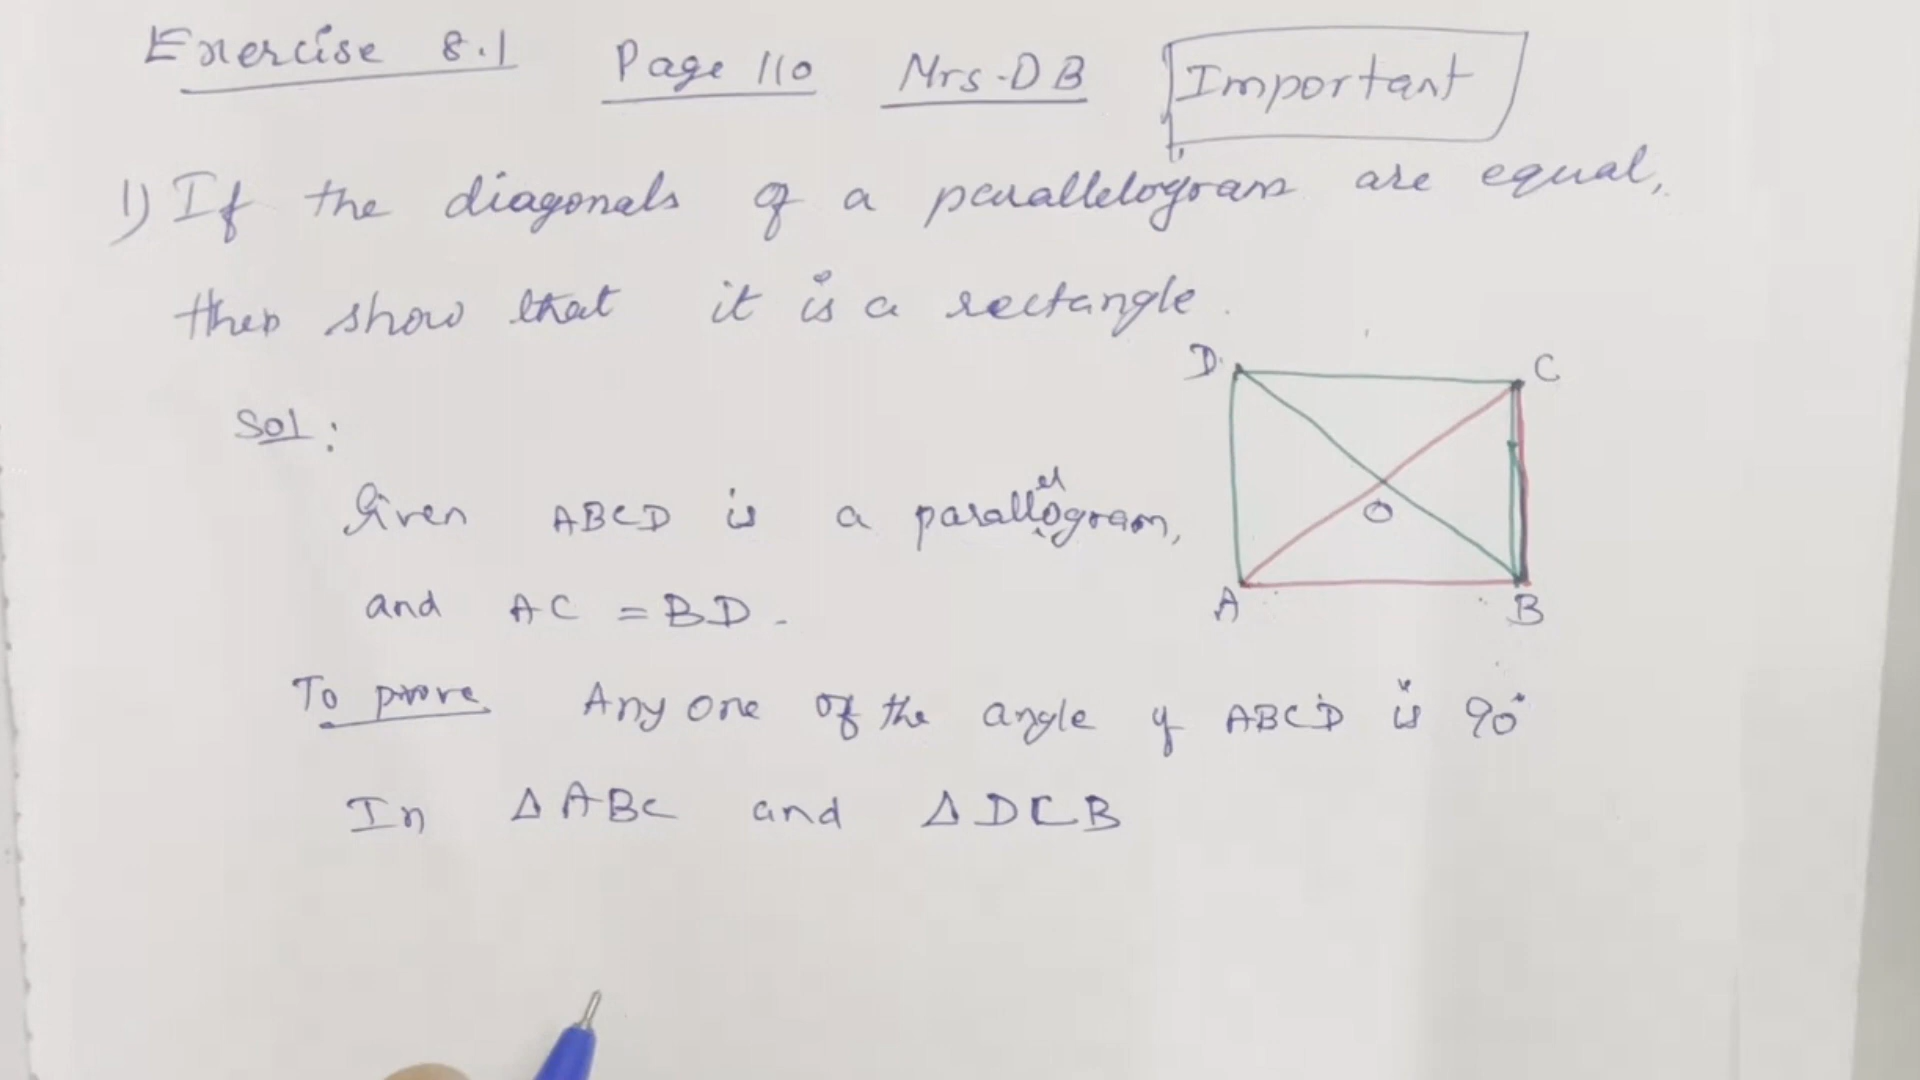 Exercise 8.1 Page 110 Mrs-DB Important
1) If the diagonals of a parallelogram are equal,
then show that it is a rectangle.
D C
Sol:
Given ABCD is a parallelogram,
O
and AC = BD.
A B
To prove Any one of the angle of ABCD is 90°
In ΔABC and ΔDCB